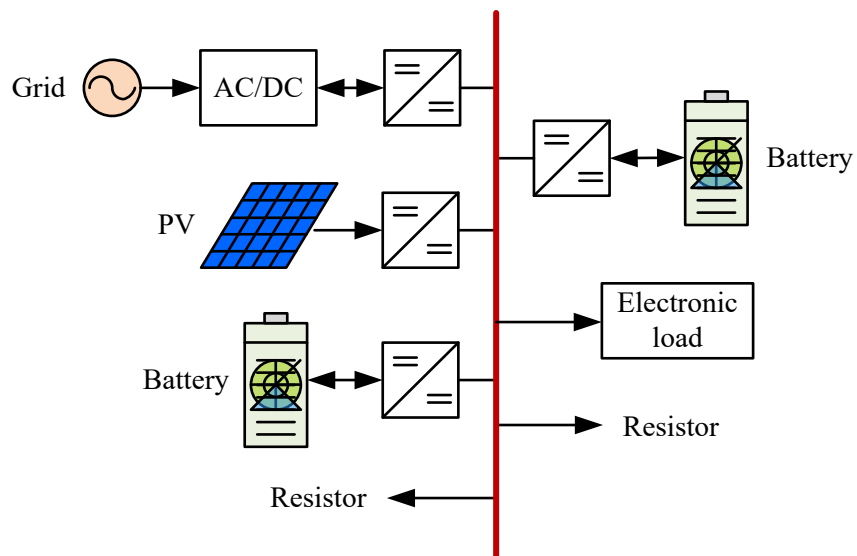 Grid
AC/DC
Battery
PV
Electronic
load
Battery
Resistor
Resistor